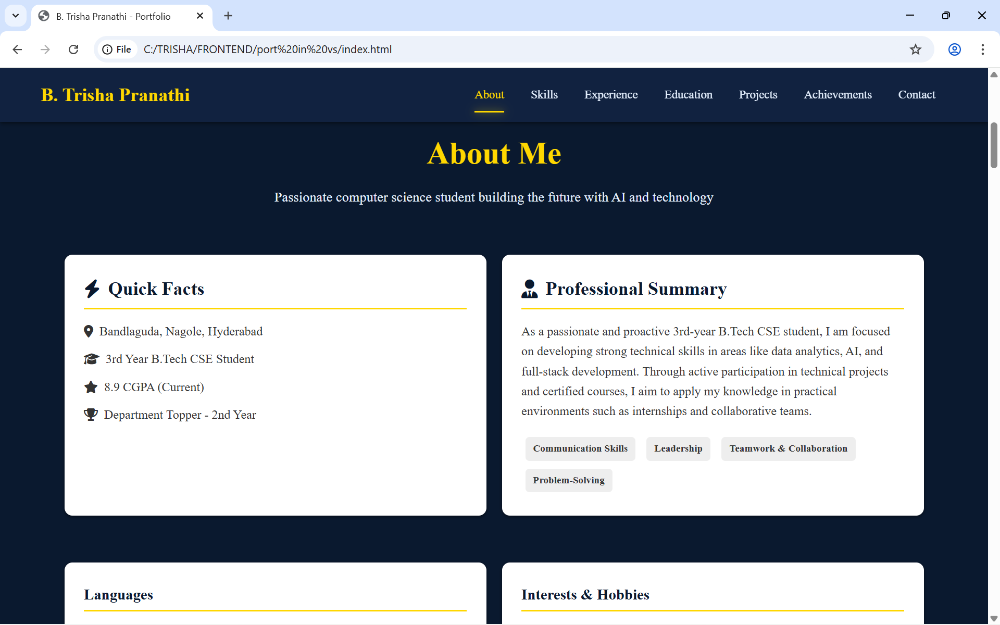 B. Trisha Pranathi - Portfolio
File C:/TRISHA/FRONTEND/port%20in%20vs/index.html
B. Trisha Pranathi
About Skills Experience Education Projects Achievements Contact
About Me
Passionate computer science student building the future with AI and technology
Quick Facts
Bandlaguda, Nagole, Hyderabad
3rd Year B.Tech CSE Student
8.9 CGPA (Current)
Department Topper - 2nd Year
Professional Summary
As a passionate and proactive 3rd-year B.Tech CSE student, I am focused
on developing strong technical skills in areas like data analytics, AI, and
full-stack development. Through active participation in technical projects
and certified courses, I aim to apply my knowledge in practical
environments such as internships and collaborative teams.
Communication Skills Leadership Teamwork & Collaboration
Problem-Solving
Languages
Interests & Hobbies